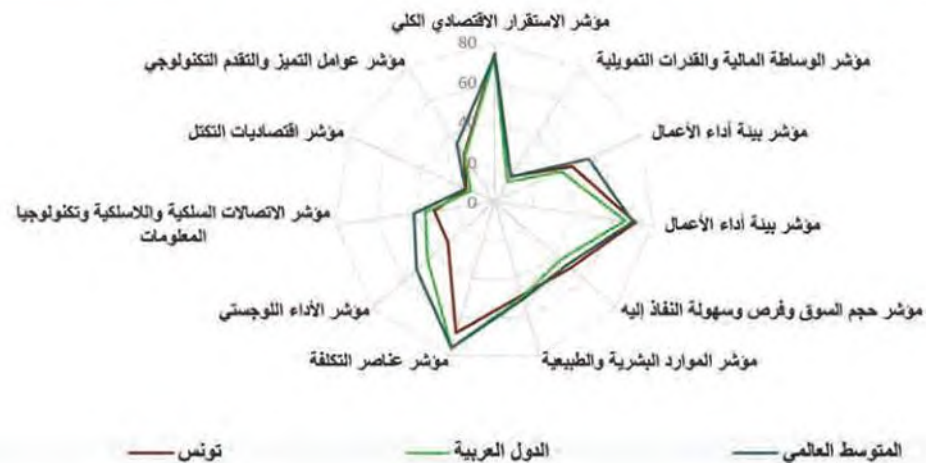 مؤشر الاستقرار الاقتصادي الكلي
مؤشر الوساطة المالية والقدرات التمويلية
مؤشر بيئة أداء الأعمال
مؤشر بيئة أداء الأعمال
مؤشر حجم السوق وفرص وسهولة النفاذ إليه
مؤشر الموارد البشرية والطبيعية
مؤشر عناصر التكلفة
مؤشر الأداء اللوجستي
مؤشر الاتصالات السلكية واللاسلكية وتكنولوجيا
المعلومات
مؤشر اقتصاديات التكتل
مؤشر عوامل التميز والتقدم التكنولوجي
80
60
40
20
0
المتوسط العالمي
الدول العربية
تونس